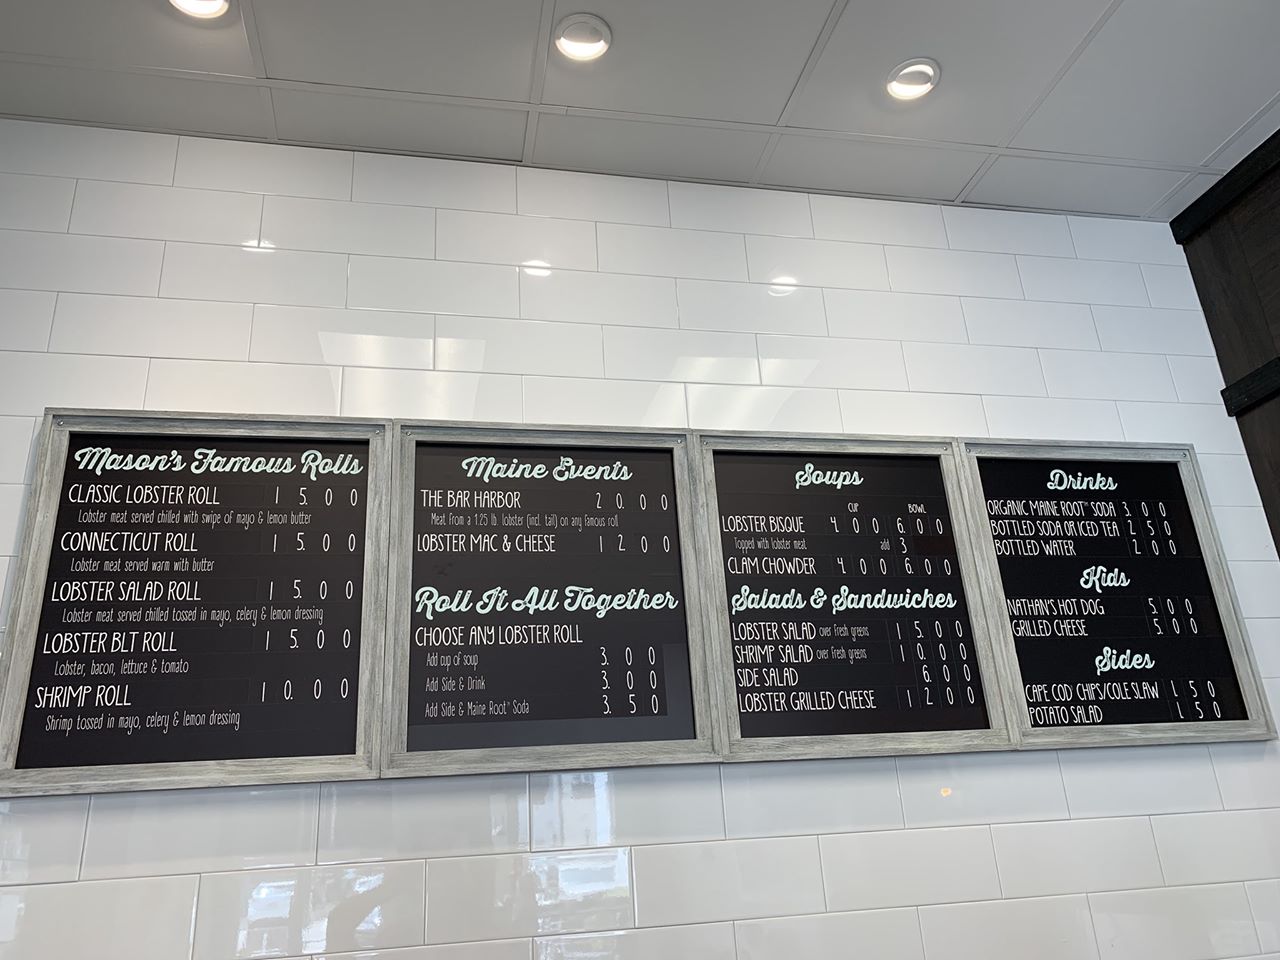 Mason's Famous Rolls
CLASSIC LOBSTER ROLL 15.00
Lobster meat served chilled with swipe of mayo & lemon butter
CONNECTICUT ROLL 15.00
Lobster meat served warm with butter
LOBSTER SALAD ROLL 15.00
Lobster meat served chilled tossed in mayo, celery & lemon dressing
LOBSTER BLT ROLL 15.00
Lobster, bacon, lettuce & tomato
SHRIMP ROLL 10.00
Shrimp tossed in mayo, celery & lemon dressing
Maine Events
THE BAR HARBOR 20.00
Meat from a 1.25 lb. lobster (incl. tail) on any famous roll
LOBSTER MAC & CHEESE 12.00
Roll It All Together
CHOOSE ANY LOBSTER ROLL
Add cup of soup 3.00
Add Side & Drink 3.00
Add Side & Maine Root™ Soda 3.50
Soups
CUP BOWL
LOBSTER BISQUE 4.00 6.00
Topped with lobster meat add 3
CLAM CHOWDER 4.00 6.00
Salads & Sandwiches
LOBSTER SALAD over fresh greens 15.00
SHRIMP SALAD over fresh greens 10.00
SIDE SALAD 6.00
LOBSTER GRILLED CHEESE 12.00
Drinks
ORGANIC MAINE ROOT™ SODA 3.00
BOTTLED SODA OR ICED TEA 2.50
BOTTLED WATER 2.00
Kids
NATHAN'S HOT DOG 5.00
GRILLED CHEESE 5.00
Sides
CAPE COD® CHIPS/COLE SLAW 1.50
POTATO SALAD 1.50